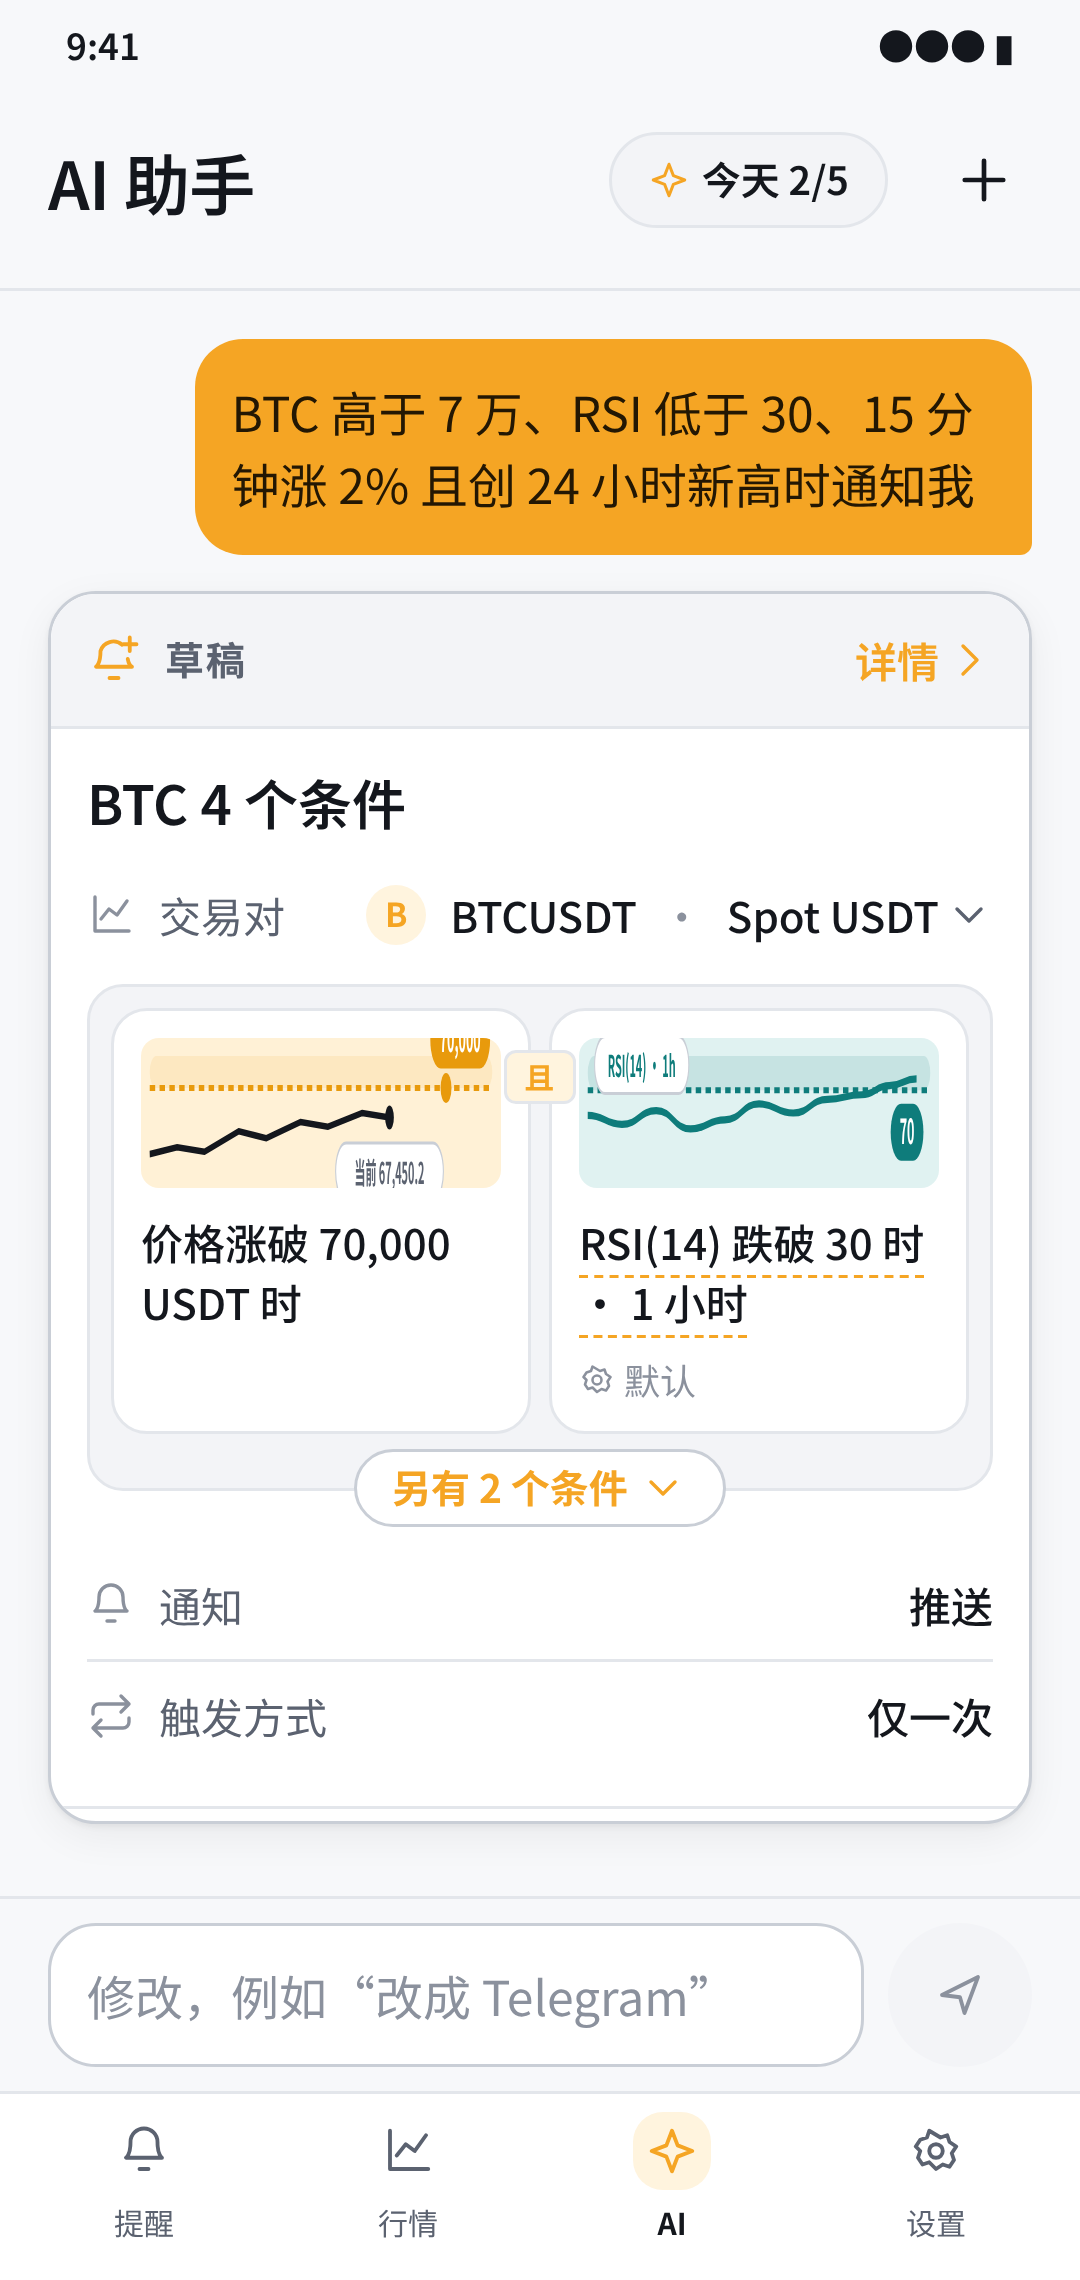 9:41
AI 助手
今天 2/5
BTC 高于 7 万、RSI 低于 30、15 分
钟涨 2% 且创 24 小时新高时通知我
草稿
详情
BTC 4 个条件
交易对
B
BTCUSDT · Spot USDT
70,000
当前 67,450.2
且
RSI(14) · 1h
70
价格涨破 70,000
USDT 时
RSI(14) 跌破 30 时
· 1 小时
默认
另有 2 个条件
通知
推送
触发方式
仅一次
修改，例如“改成 Telegram”
提醒
行情
AI
设置